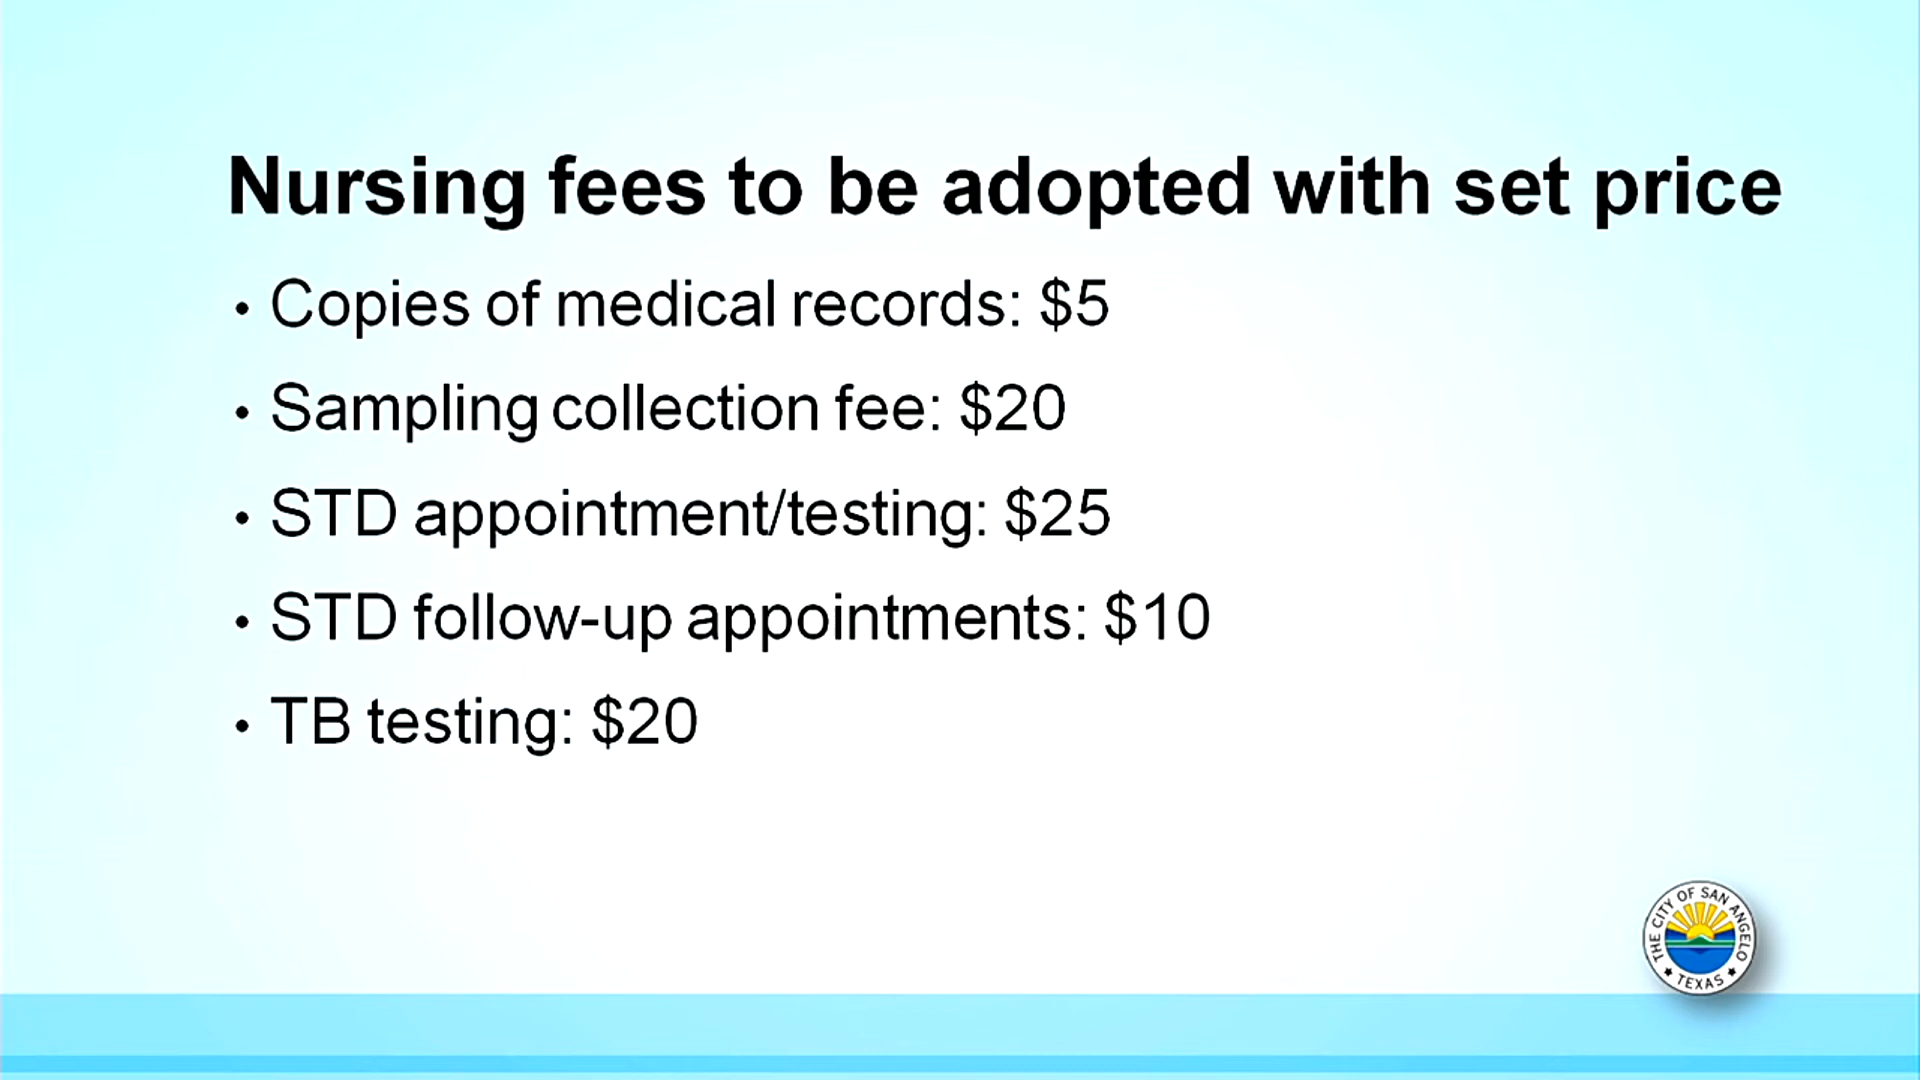 Nursing fees to be adopted with set price
• Copies of medical records: $5
• Sampling collection fee: $20
• STD appointment/testing: $25
• STD follow-up appointments: $10
• TB testing: $20
THE CITY OF SAN ANGELO
TEXAS